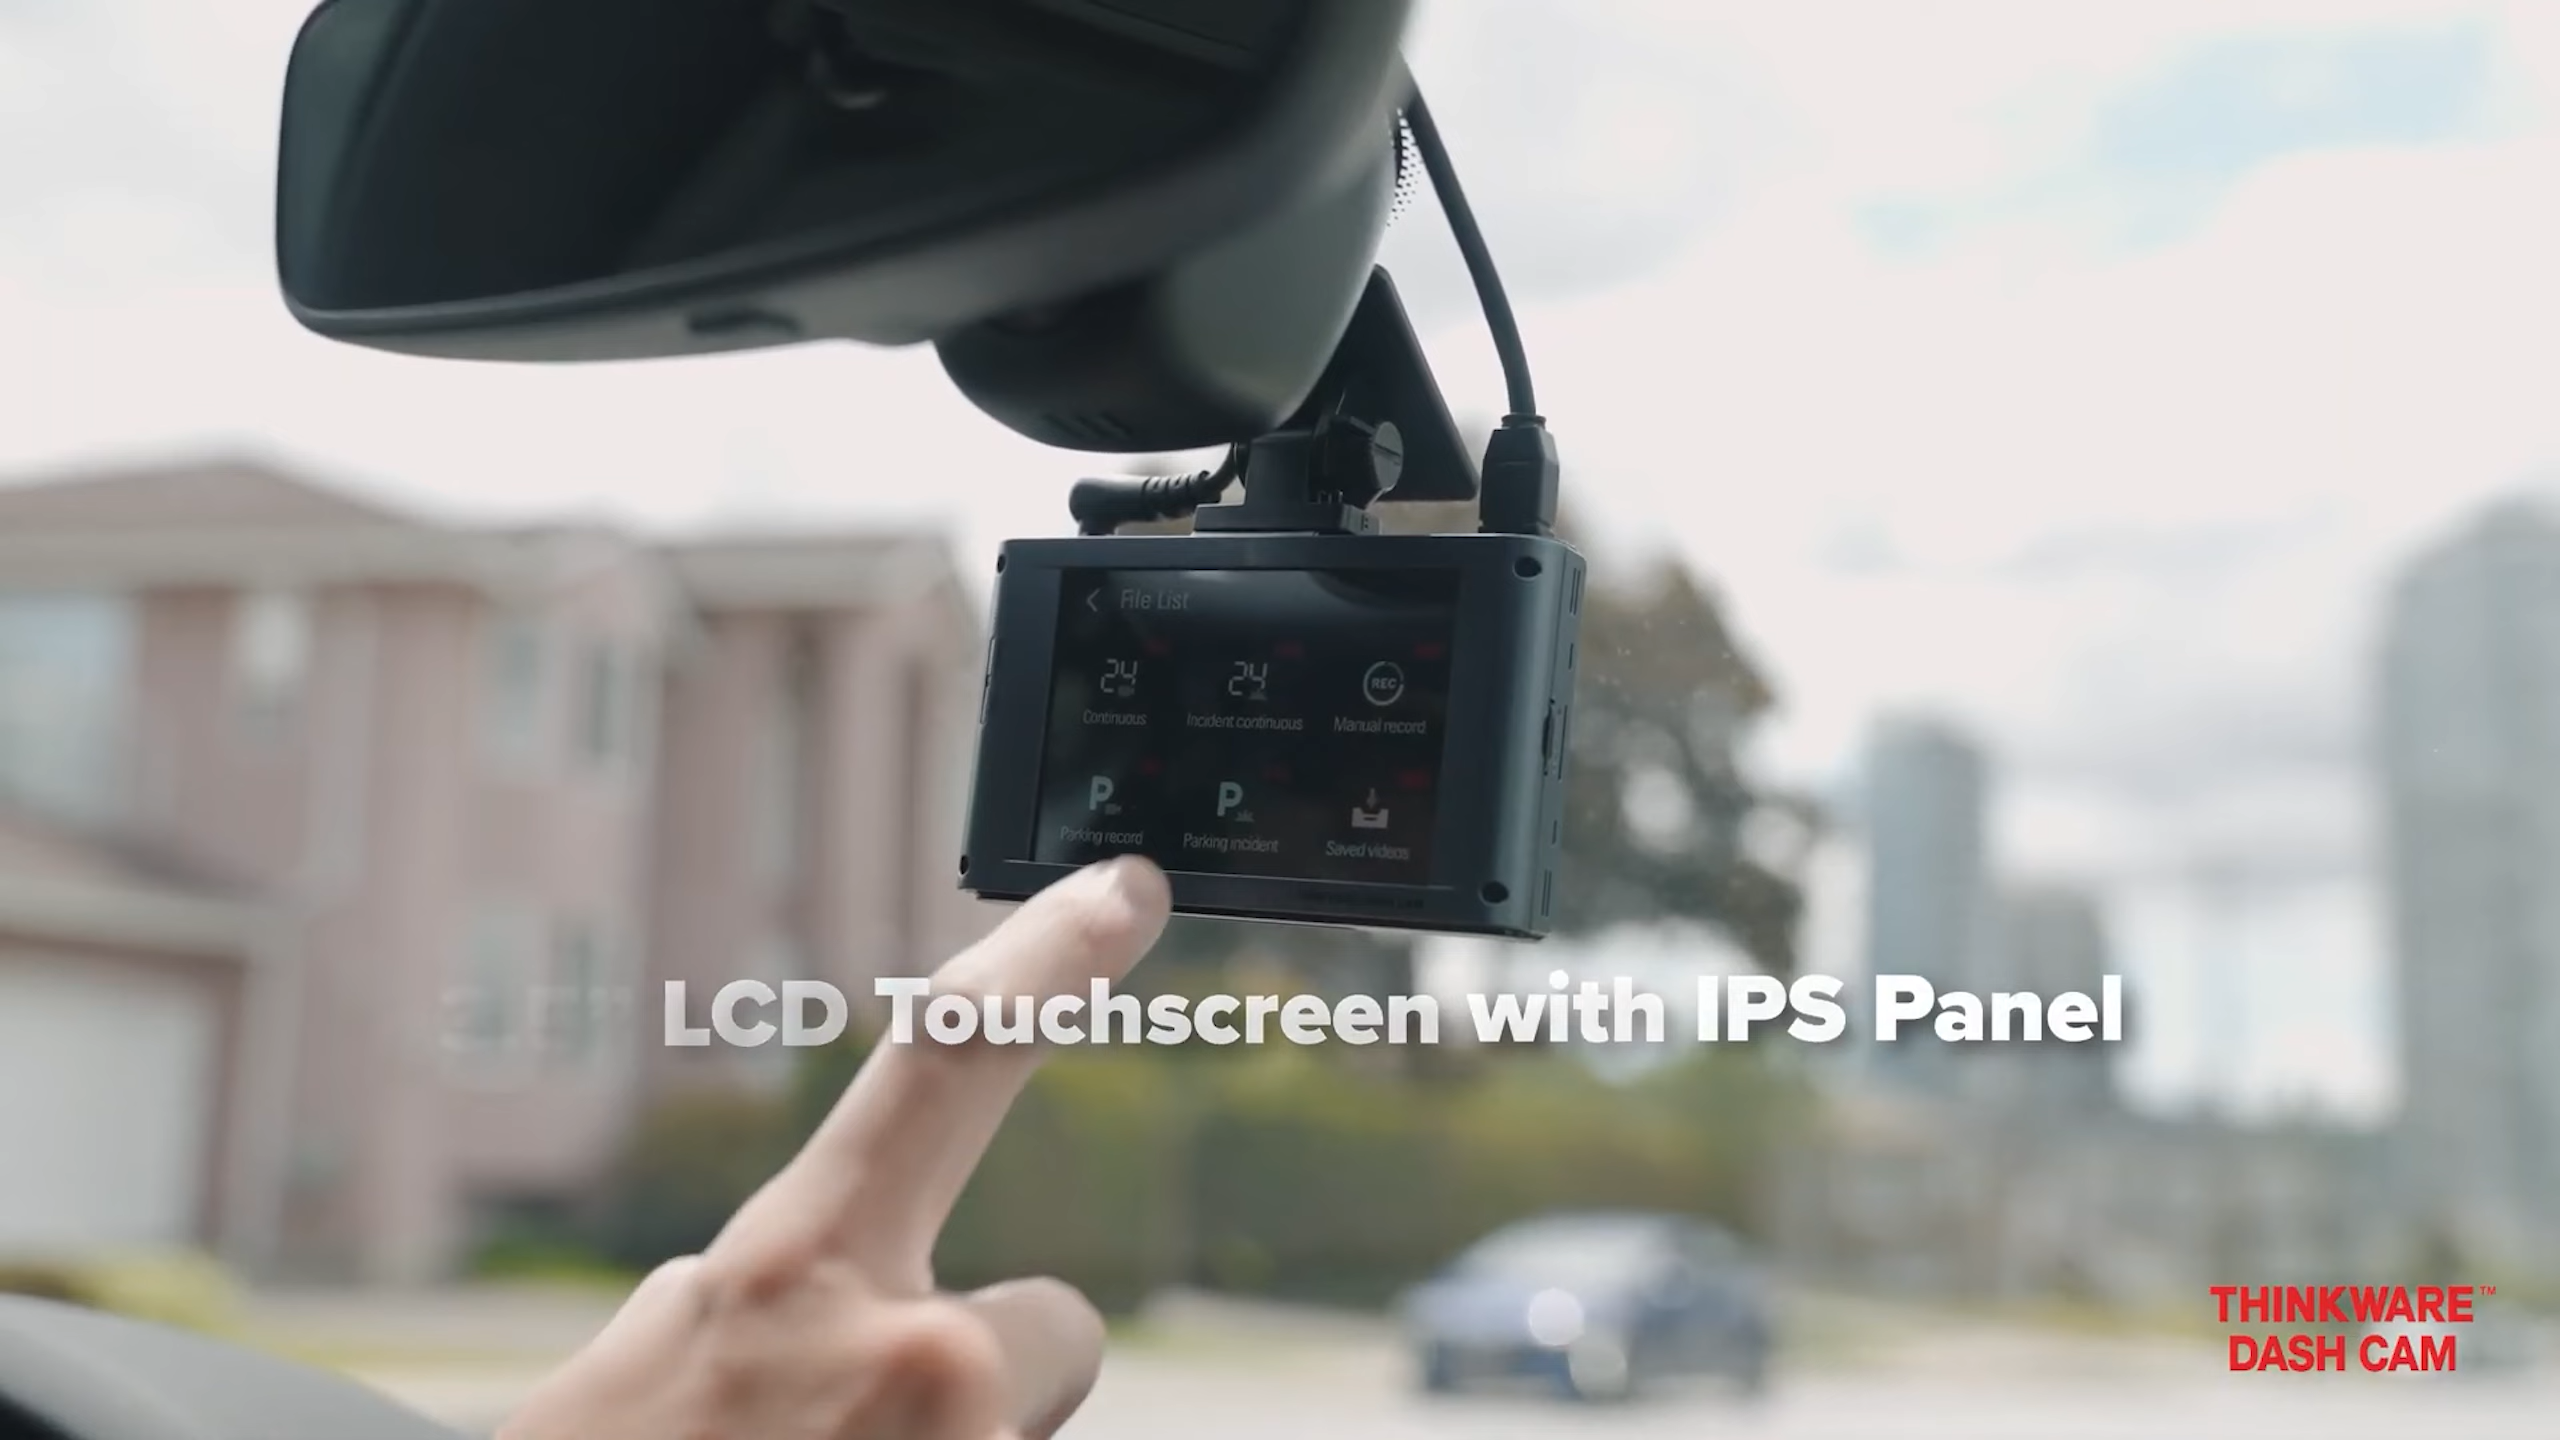 File List
24 24 REC
Continuous Incident continuous Manual record
P P
Parking record Parking incident Saved videos
LCD Touchscreen with IPS Panel
THINKWARE™
DASH CAM